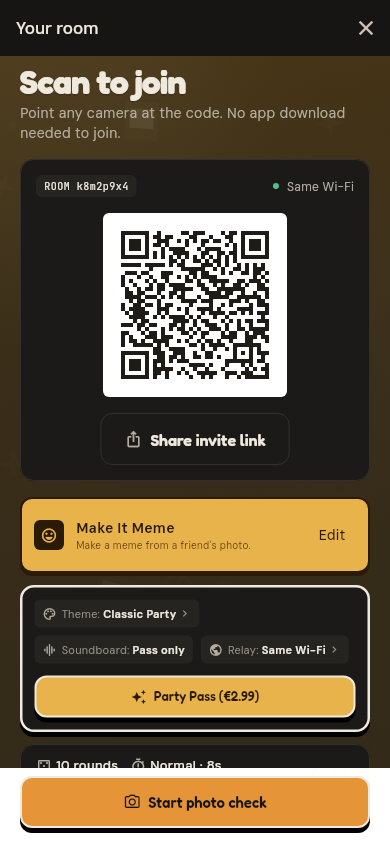 Your room
Scan to join
Point any camera at the code. No app download
needed to join.
ROOM k8m2p9x4
Same Wi-Fi
Share invite link
Make It Meme
Make a meme from a friend's photo.
Edit
Theme: Classic Party
Soundboard: Pass only
Relay: Same Wi-Fi
Party Pass (€2.99)
10 rounds
Normal · 8s
Start photo check